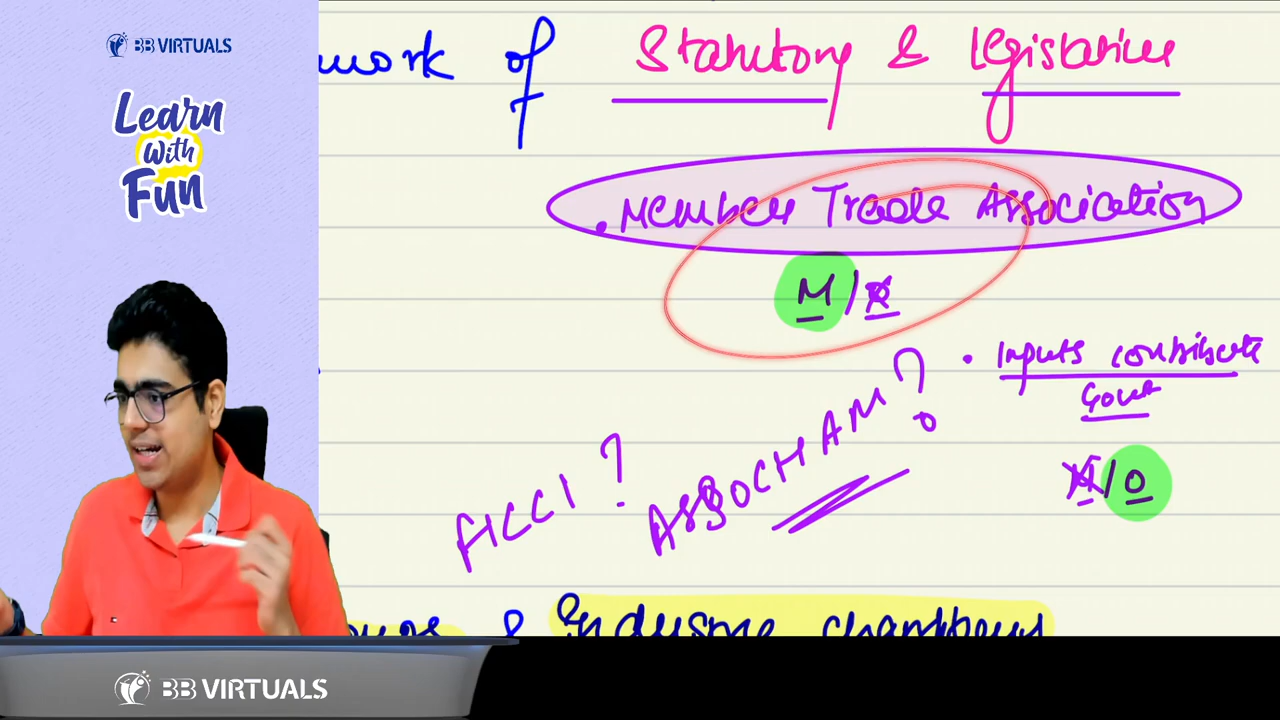 BB VIRTUALS
Learn
With
Fun
work of Statutory & Legislative
. Member Trade Association
M/O
. Inputs contribute
Govt
M/O
FICCI ?
ASSOCHAM ?
& Industry chambers
BB VIRTUALS